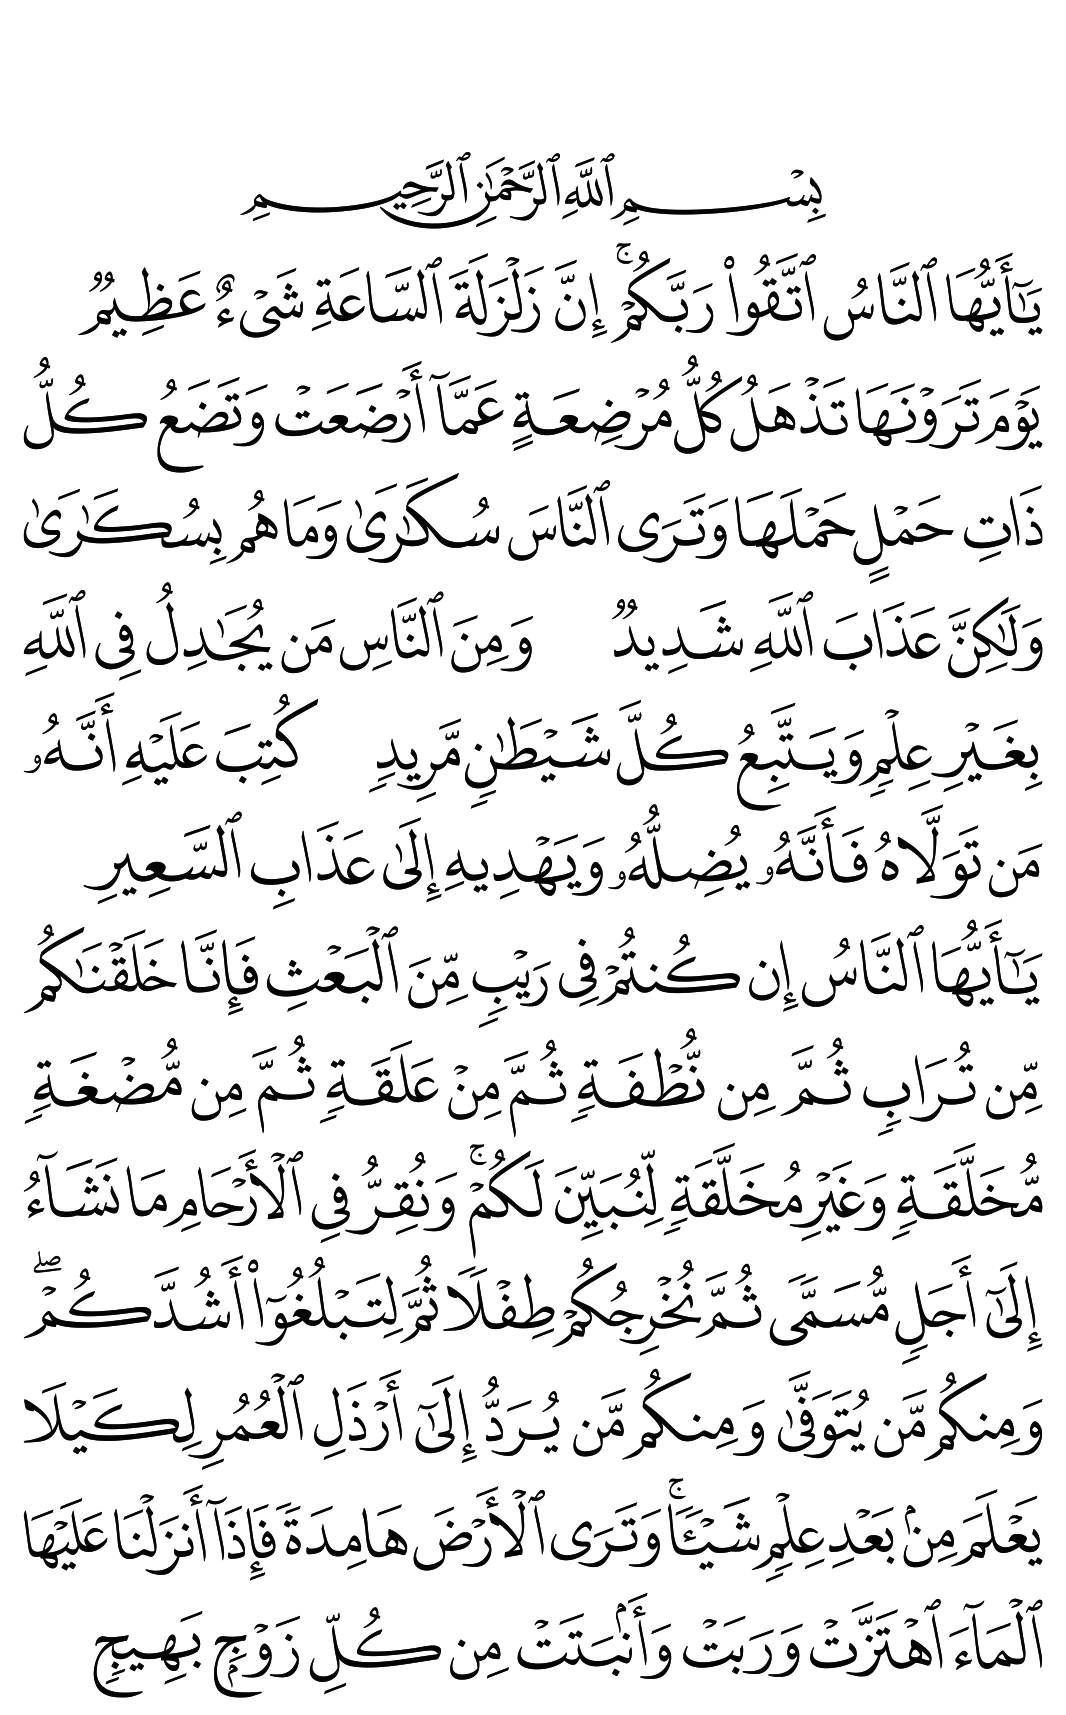 بِسْمِ ٱللَّهِ ٱلرَّحْمَٰنِ ٱلرَّحِيمِ
يَٰٓأَيُّهَا ٱلنَّاسُ ٱتَّقُوا۟ رَبَّكُمْ ۚ إِنَّ زَلْزَلَةَ ٱلسَّاعَةِ شَىْءٌ عَظِيمٌ
يَوْمَ تَرَوْنَهَا تَذْهَلُ كُلُّ مُرْضِعَةٍ عَمَّآ أَرْضَعَتْ وَتَضَعُ كُلُّ
ذَاتِ حَمْلٍ حَمْلَهَا وَتَرَى ٱلنَّاسَ سُكَٰرَىٰ وَمَا هُم بِسُكَٰرَىٰ
وَلَٰكِنَّ عَذَابَ ٱللَّهِ شَدِيدٌ وَمِنَ ٱلنَّاسِ مَن يُجَٰدِلُ فِى ٱللَّهِ
بِغَيْرِ عِلْمٍ وَيَتَّبِعُ كُلَّ شَيْطَٰنٍ مَّرِيدٍ كُتِبَ عَلَيْهِ أَنَّهُۥ
مَن تَوَلَّاهُ فَأَنَّهُۥ يُضِلُّهُۥ وَيَهْدِيهِ إِلَىٰ عَذَابِ ٱلسَّعِيرِ
يَٰٓأَيُّهَا ٱلنَّاسُ إِن كُنتُمْ فِى رَيْبٍ مِّنَ ٱلْبَعْثِ فَإِنَّا خَلَقْنَٰكُم
مِّن تُرَابٍ ثُمَّ مِن نُّطْفَةٍ ثُمَّ مِنْ عَلَقَةٍ ثُمَّ مِن مُّضْغَةٍ
مُّخَلَّقَةٍ وَغَيْرِ مُخَلَّقَةٍ لِّنُبَيِّنَ لَكُمْ ۚ وَنُقِرُّ فِى ٱلْأَرْحَامِ مَا نَشَآءُ
إِلَىٰٓ أَجَلٍ مُّسَمًّى ثُمَّ نُخْرِجُكُمْ طِفْلًا ثُمَّ لِتَبْلُغُوٓا۟ أَشُدَّكُمْ ۖ
وَمِنكُم مَّن يُتَوَفَّىٰ وَمِنكُم مَّن يُرَدُّ إِلَىٰٓ أَرْذَلِ ٱلْعُمُرِ لِكَيْلَا
يَعْلَمَ مِنۢ بَعْدِ عِلْمٍ شَيْـًٔا ۚ وَتَرَى ٱلْأَرْضَ هَامِدَةً فَإِذَآ أَنزَلْنَا عَلَيْهَا
ٱلْمَآءَ ٱهْتَزَّتْ وَرَبَتْ وَأَنۢبَتَتْ مِن كُلِّ زَوْجٍۭ بَهِيجٍ